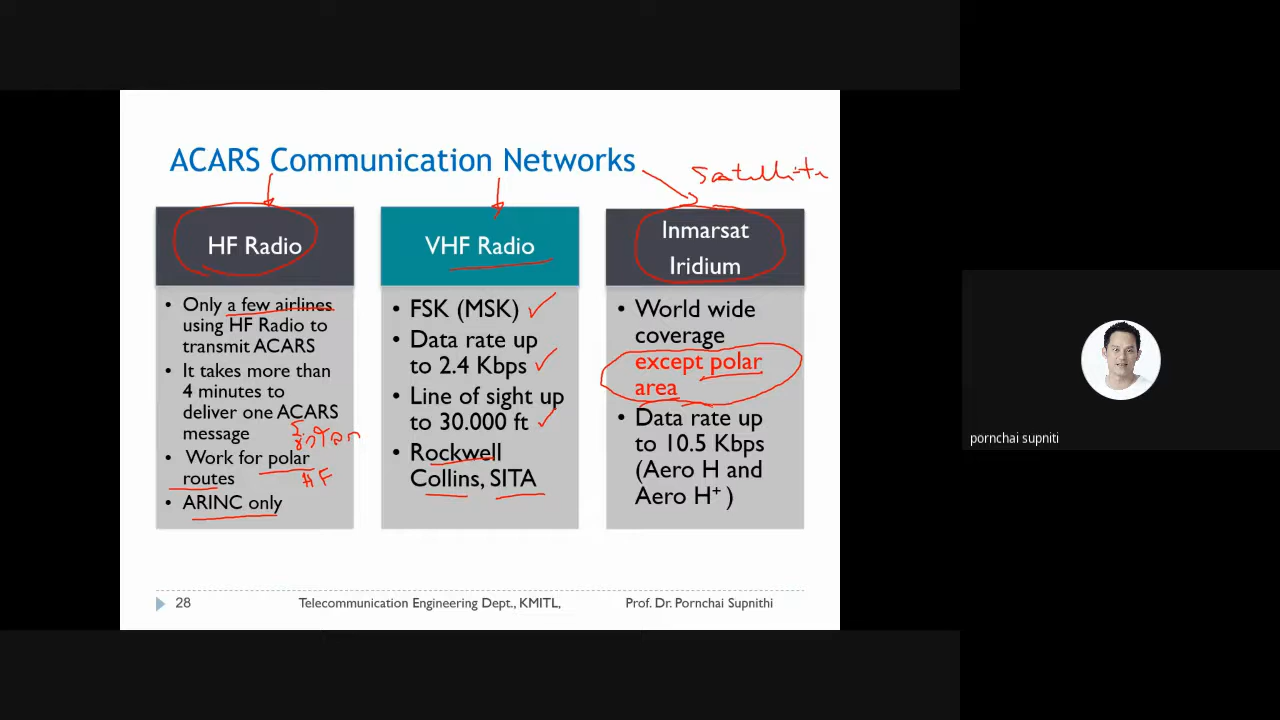 ACARS Communication Networks
satellite
HF Radio
VHF Radio
Inmarsat
Iridium
• Only a few airlines
using HF Radio to
transmit ACARS
• It takes more than
4 minutes to
deliver one ACARS
message
• Work for polar
routes
HF
• ARINC only
• FSK (MSK)
• Data rate up
to 2.4 Kbps
• Line of sight up
to 30.000 ft
• Rockwell
Collins, SITA
• World wide
coverage
except polar
area
• Data rate up
to 10.5 Kbps
(Aero H and
Aero H+ )
28
Telecommunication Engineering Dept., KMITL,
Prof. Dr. Pornchai Supnithi
pornchai supniti